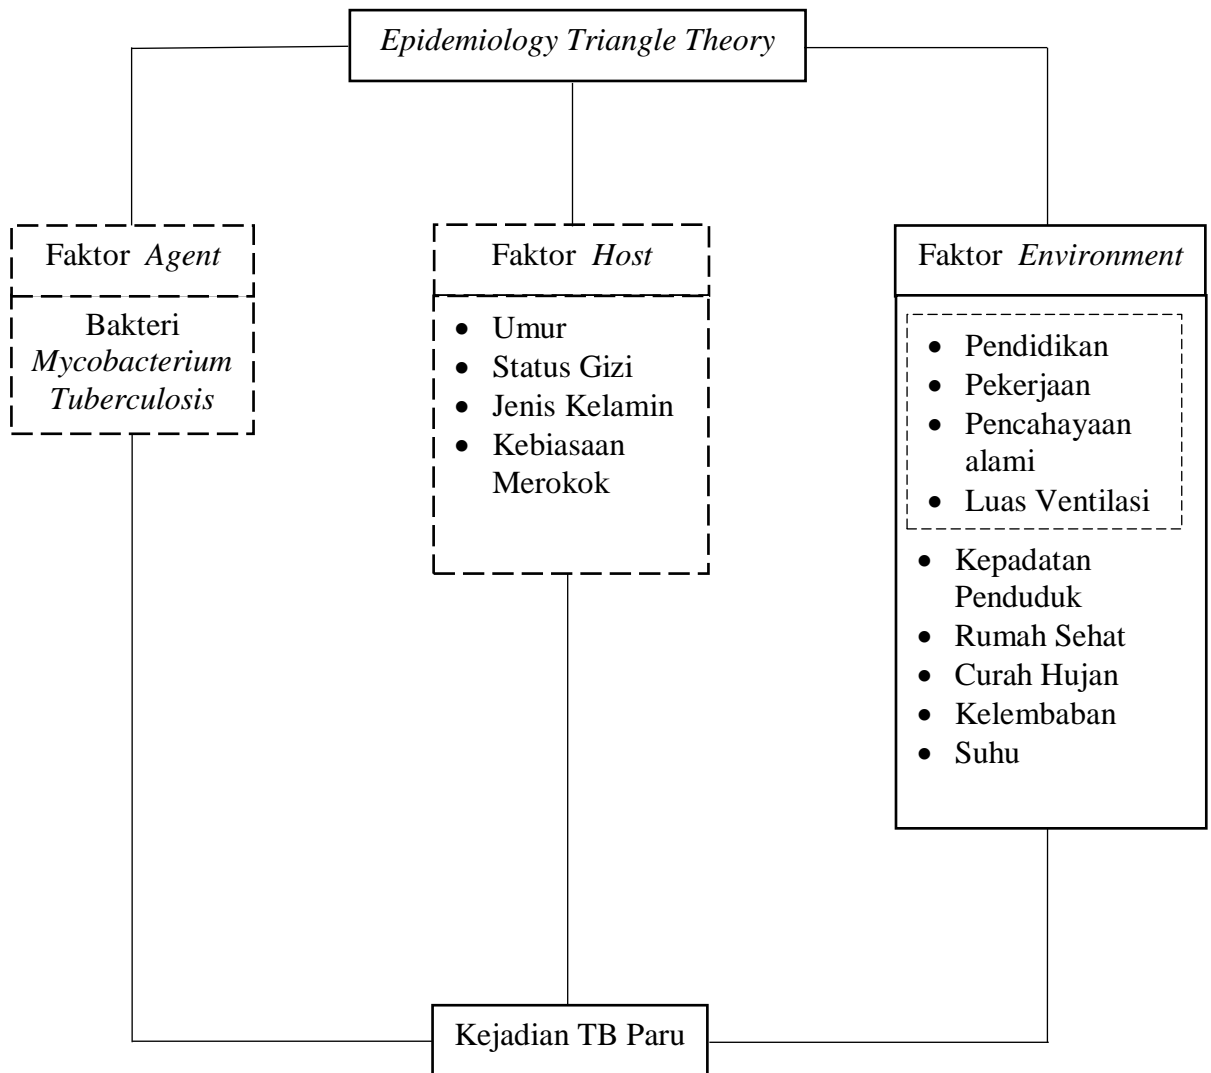 Epidemiology Triangle Theory
Faktor Agent
Bakteri
Mycobacterium
Tuberculosis
Faktor Host
• Umur
• Status Gizi
• Jenis Kelamin
• Kebiasaan
Merokok
Faktor Environment
• Pendidikan
• Pekerjaan
• Pencahayaan
alami
• Luas Ventilasi
• Kepadatan
Penduduk
• Rumah Sehat
• Curah Hujan
• Kelembaban
• Suhu
Kejadian TB Paru